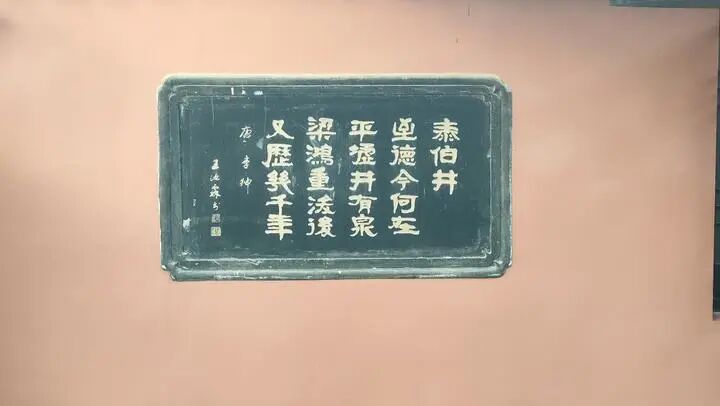 泰伯井
至德今何在
平墟井有泉
梁鸿重浚後
又歷幾千年
唐·李紳